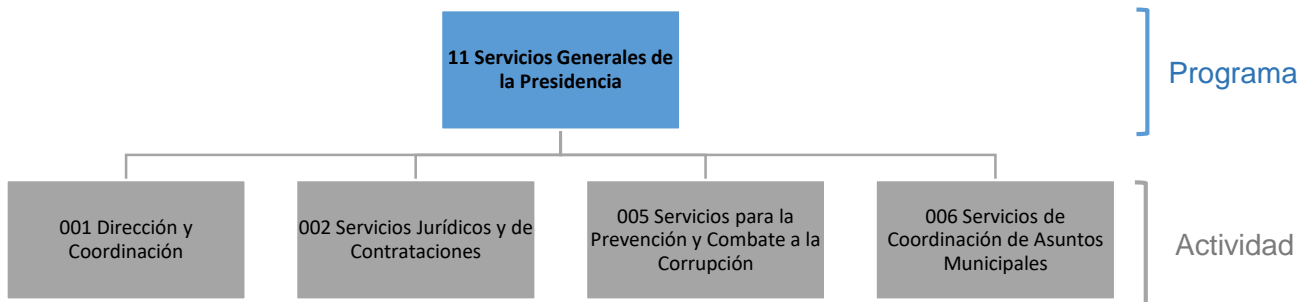 11 Servicios Generales de
la Presidencia
Programa
001 Dirección y
Coordinación
002 Servicios Jurídicos y de
Contrataciones
005 Servicios para la
Prevención y Combate a la
Corrupción
006 Servicios de
Coordinación de Asuntos
Municipales
Actividad